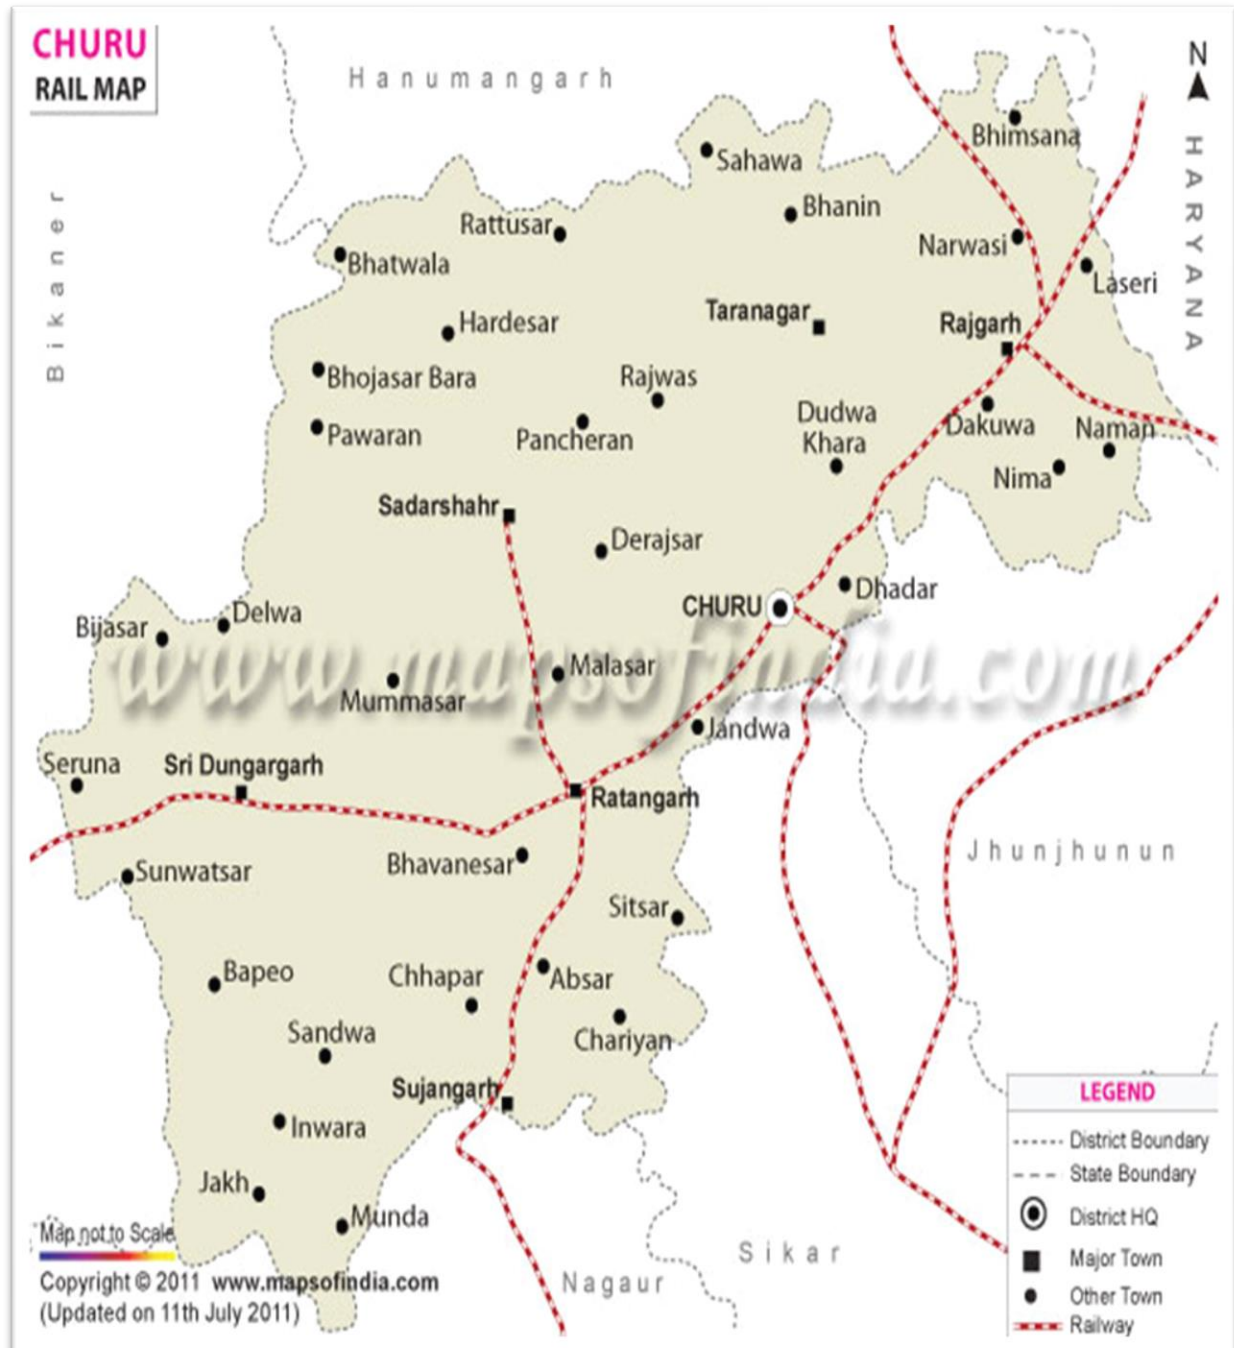 CHURU
RAIL MAP
N
Hanumangarh
HARYANA
Bikaner
Bhimsana
Sahawa
Bhanin
Rattusar
Narwasi
Bhatwala
Laseri
Taranagar
Hardesar
Rajgarh
Bhojasar Bara
Rajwas
Dudwa
Khara
Dakuwa
Naman
Pawaran
Pancheran
Nima
Sadarshahr
Derajsar
Dhadar
CHURU
Delwa
Bijasar
www.mapsofindia.com
Malasar
Mummasar
Jandwa
Seruna
Sri Dungargarh
Ratangarh
Jhunjhunun
Bhavanesar
Sunwatsar
Sitsar
Bapeo
Chhapar
Absar
Sandwa
Chariyan
Sujangarh
Inwara
Jakh
Munda
Sikar
Nagaur
LEGEND
District Boundary
State Boundary
District HQ
Major Town
Other Town
Railway
Map not to Scale
Copyright © 2011 www.mapsofindia.com
(Updated on 11th July 2011)